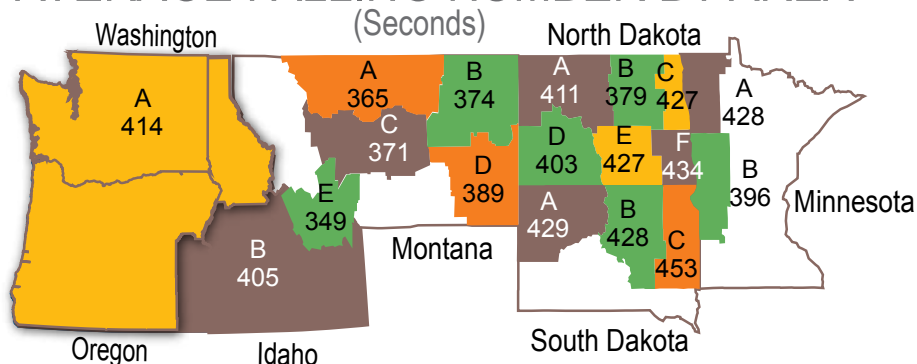 (Seconds)
Washington
North Dakota
A
414
A
365
B
374
C
371
D
389
E
349
B
405
A
411
B
379
C
427
D
403
E
427
F
434
A
428
B
396
A
429
B
428
C
453
Minnesota
Montana
South Dakota
Oregon
Idaho